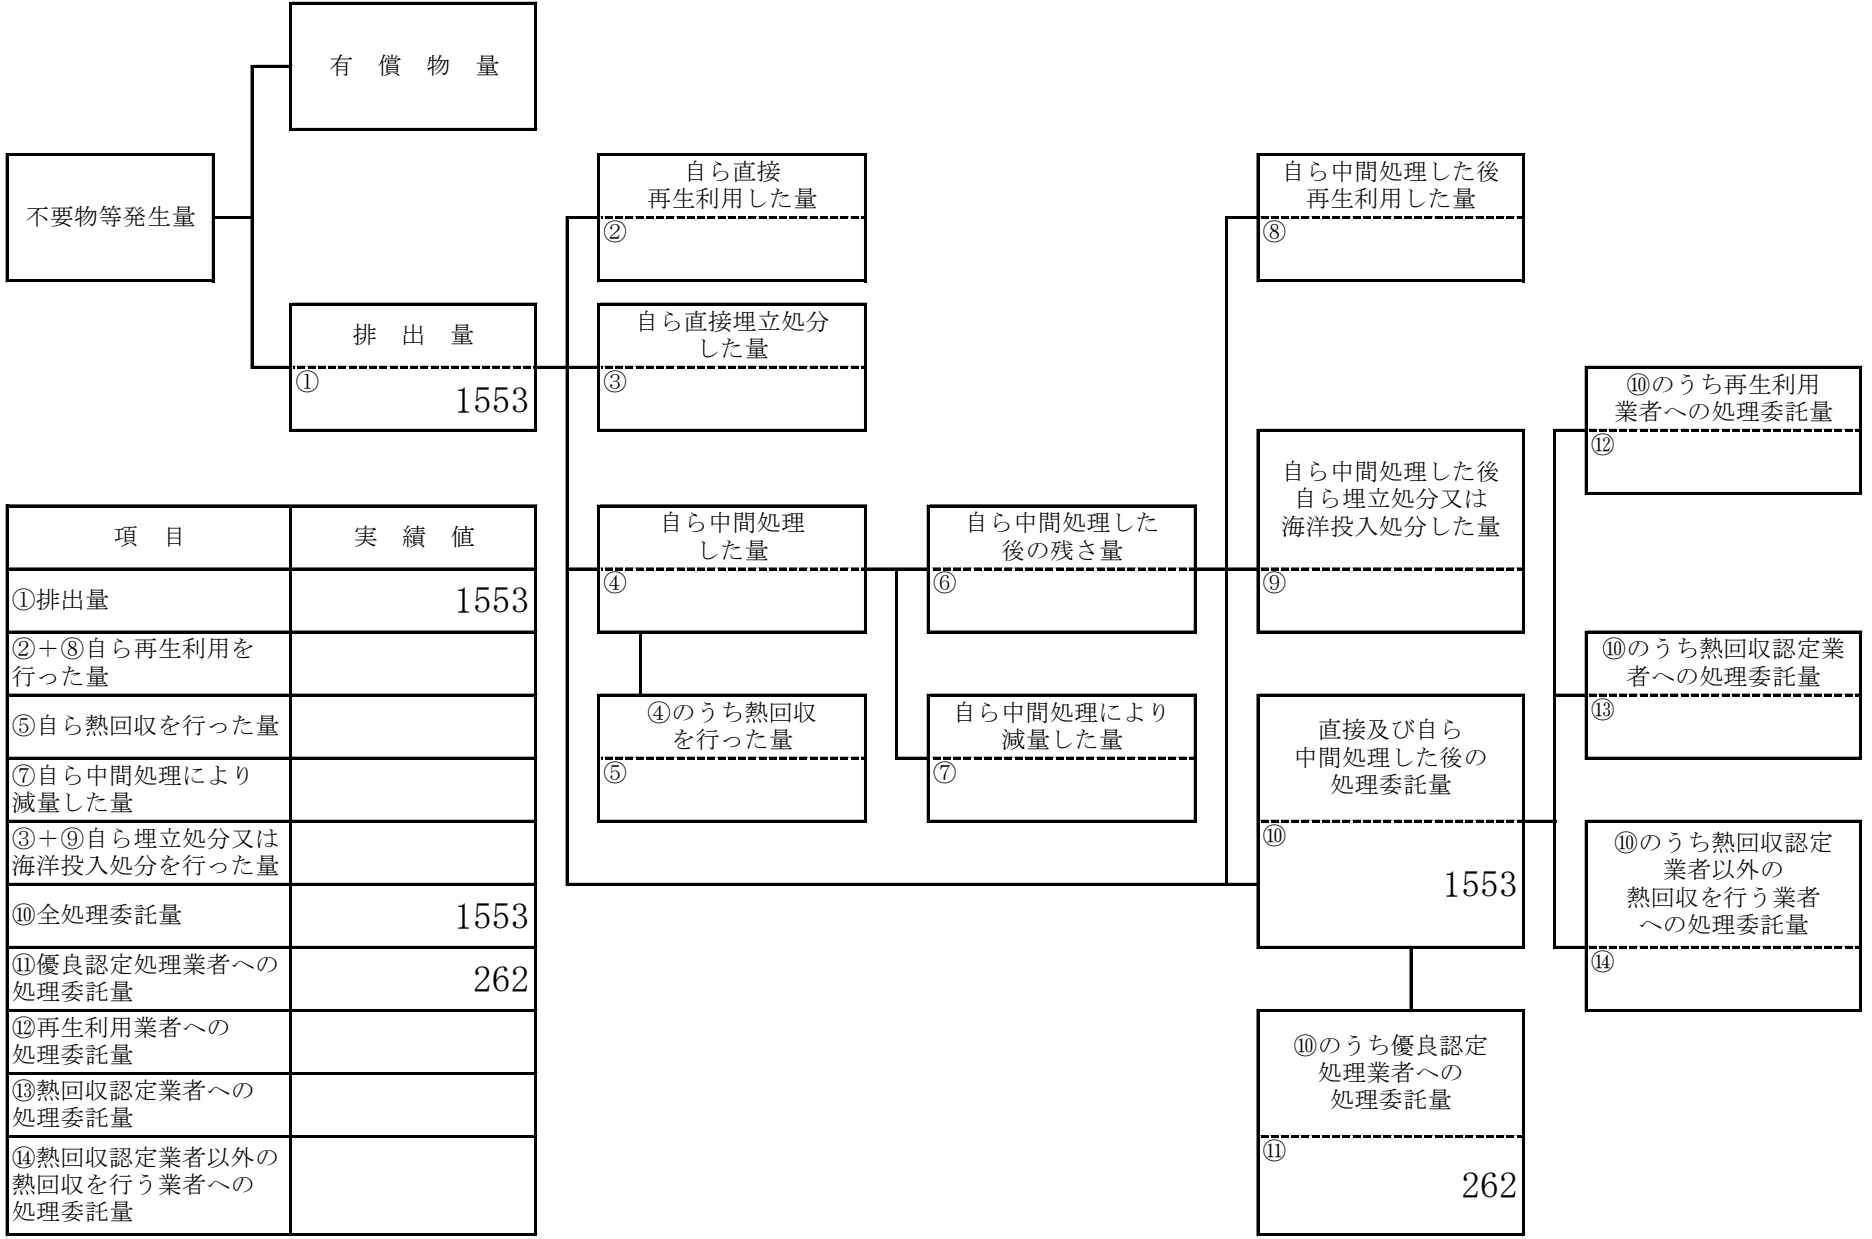 有 償 物 量
不要物等発生量
排 出 量
①
1553
自ら直接
再生利用した量
②
自ら直接埋立処分
した量
③
自ら中間処理
した量
④
④のうち熱回収
を行った量
⑤
自ら中間処理した
後の残さ量
⑥
自ら中間処理により
減量した量
⑦
自ら中間処理した後
再生利用した量
⑧
自ら中間処理した後
自ら埋立処分又は
海洋投入処分した量
⑨
直接及び自ら
中間処理した後の
処理委託量
⑩
1553
⑩のうち優良認定
処理業者への
処理委託量
⑪
262
⑩のうち再生利用
業者への処理委託量
⑫
⑩のうち熱回収認定業
者への処理委託量
⑬
⑩のうち熱回収認定
業者以外の
熱回収を行う業者
への処理委託量
⑭
項 目 実 績 値
①排出量 1553
②＋⑧自ら再生利用を
行った量
⑤自ら熱回収を行った量
⑦自ら中間処理により
減量した量
③＋⑨自ら埋立処分又は
海洋投入処分を行った量
⑩全処理委託量 1553
⑪優良認定処理業者への
処理委託量 262
⑫再生利用業者への
処理委託量
⑬熱回収認定業者への
処理委託量
⑭熱回収認定業者以外の
熱回収を行う業者への
処理委託量